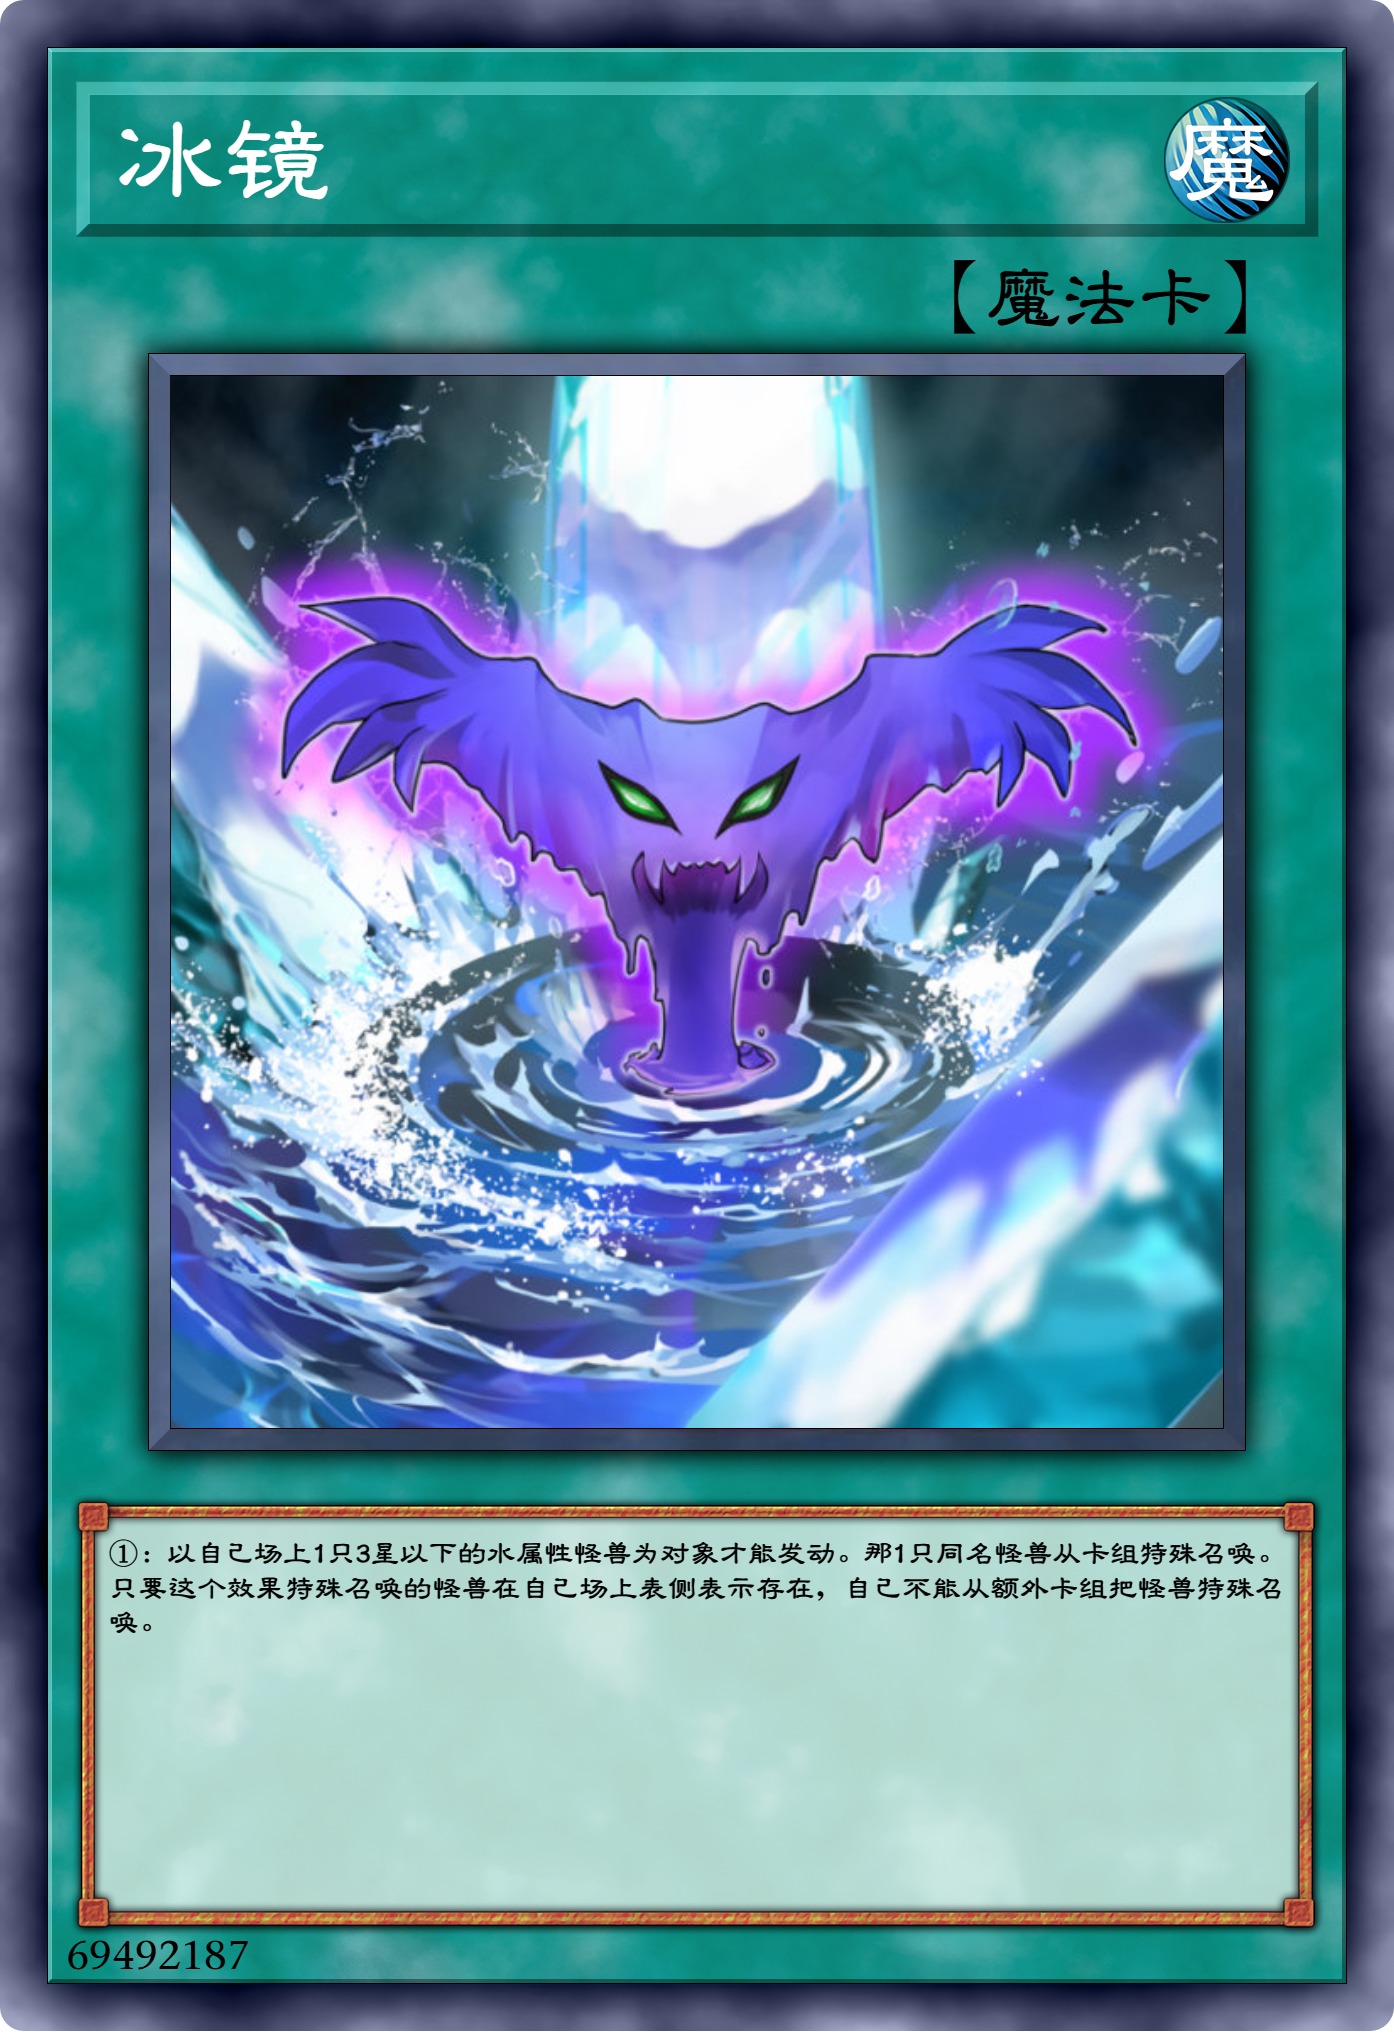 冰镜
魔
【魔法卡】
①：以自己场上1只3星以下的水属性怪兽为对象才能发动。那1只同名怪兽从卡组特殊召唤。
只要这个效果特殊召唤的怪兽在自己场上表侧表示存在，自己不能从额外卡组把怪兽特殊召
唤。
69492187